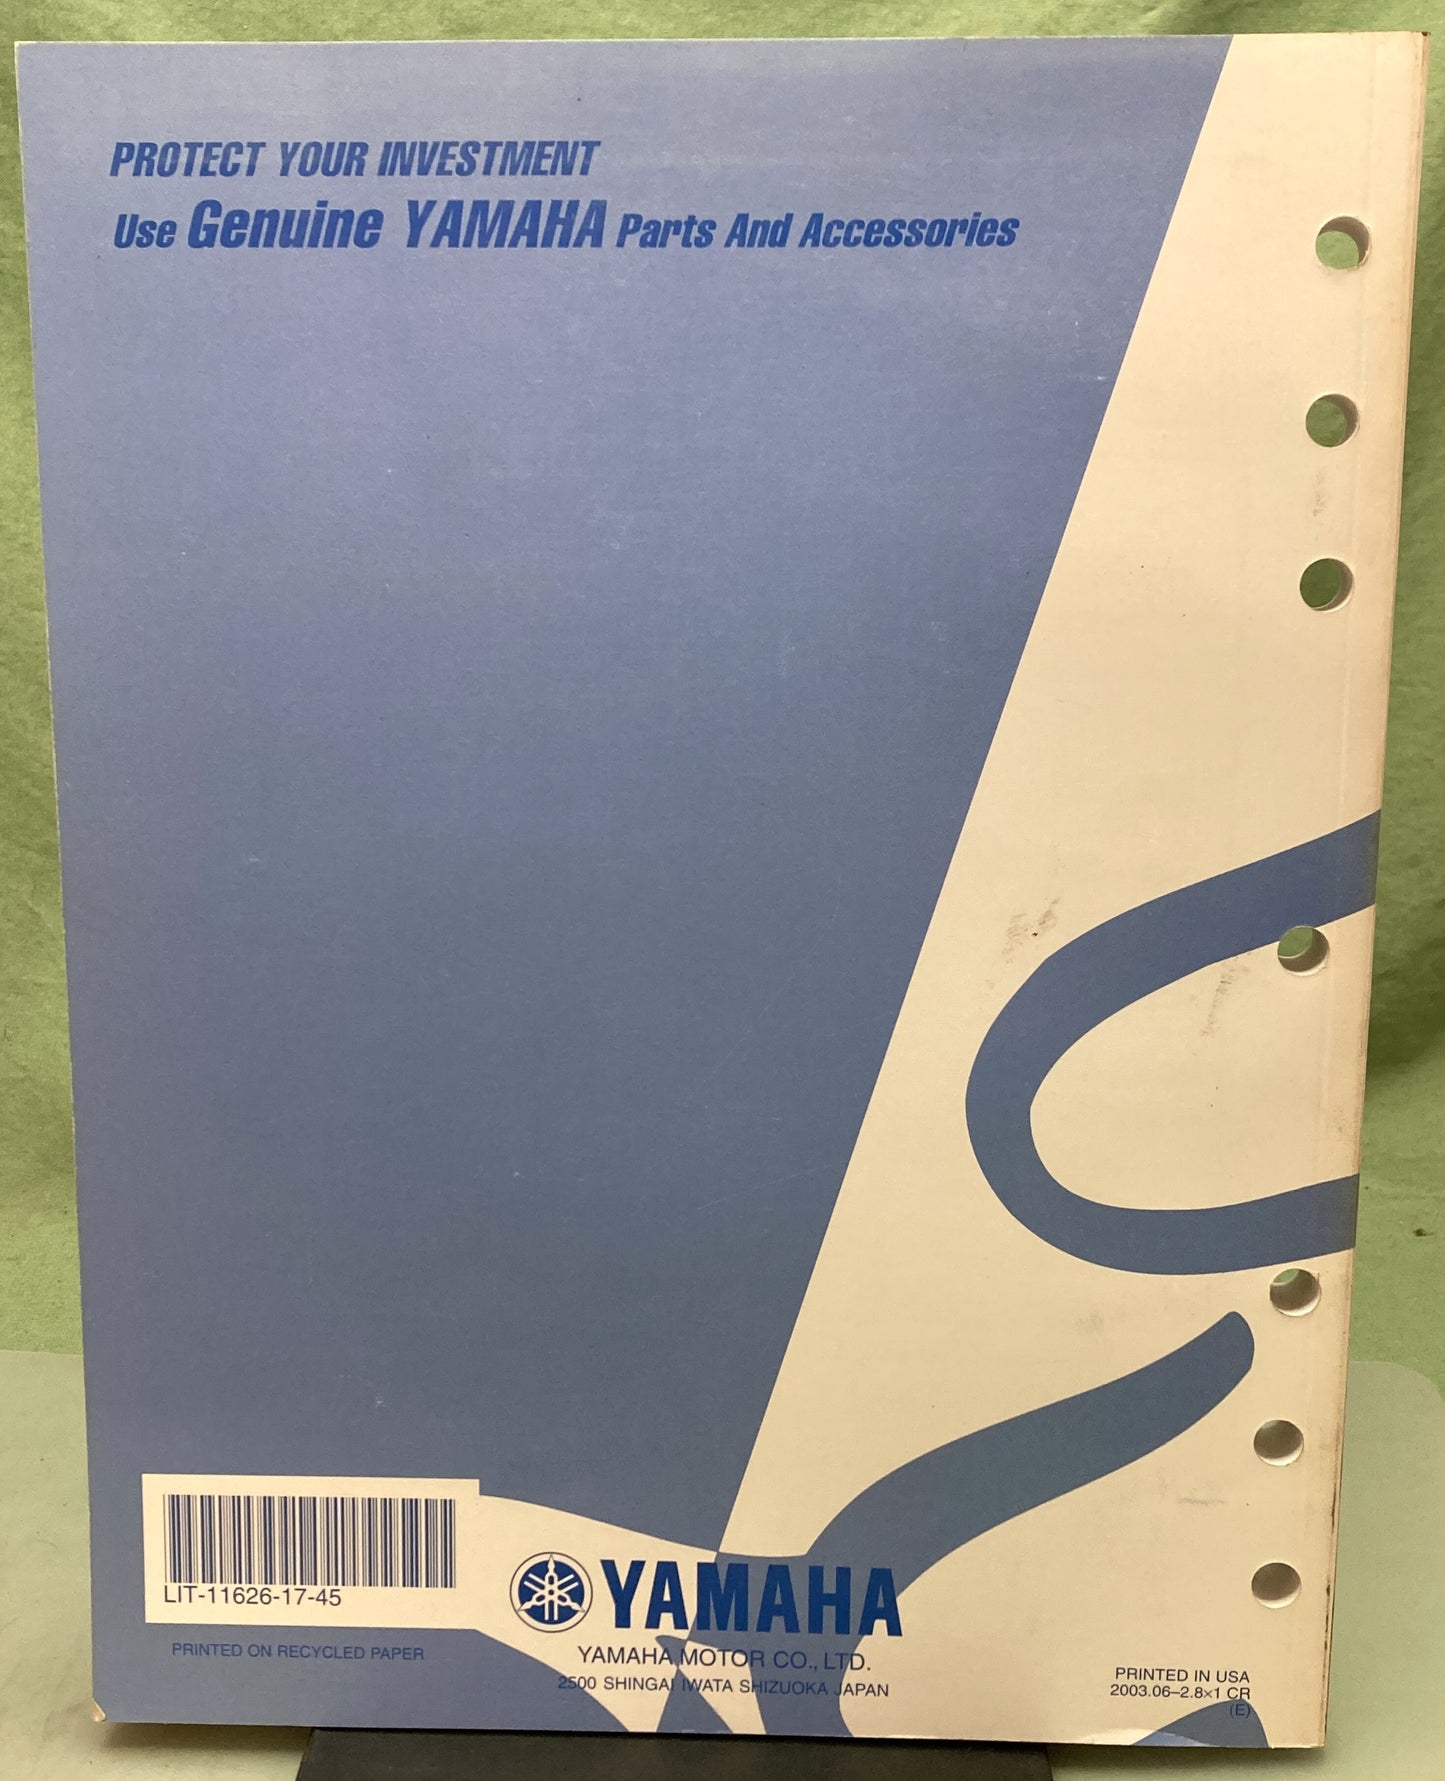 PROTECT YOUR INVESTMENT
Use Genuine YAMAHA Parts And Accessories
LIT-11626-17-45
PRINTED ON RECYCLED PAPER
YAMAHA
YAMAHA MOTOR CO., LTD.
2500 SHINGAI IWATA SHIZUOKA JAPAN
PRINTED IN USA
2003.06–2.8×1 CR
(E)